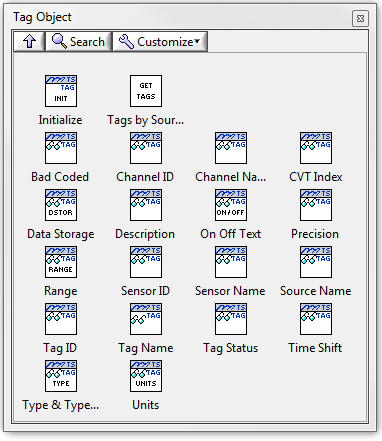 Tag Object
Search Customize
TS TAG INIT GET TAGS
Initialize Tags by Sour...
TS TAG TS TAG TS TAG TS TAG
Bad Coded Channel ID Channel Na... CVT Index
TS TAG DSTOR TS TAG TS TAG ON/OFF TS TAG
Data Storage Description On Off Text Precision
TS TAG RANGE TS TAG TS TAG TS TAG
Range Sensor ID Sensor Name Source Name
TS TAG TS TAG TS TAG TS TAG
Tag ID Tag Name Tag Status Time Shift
TS TAG TYPE TS TAG UNITS
Type & Type... Units